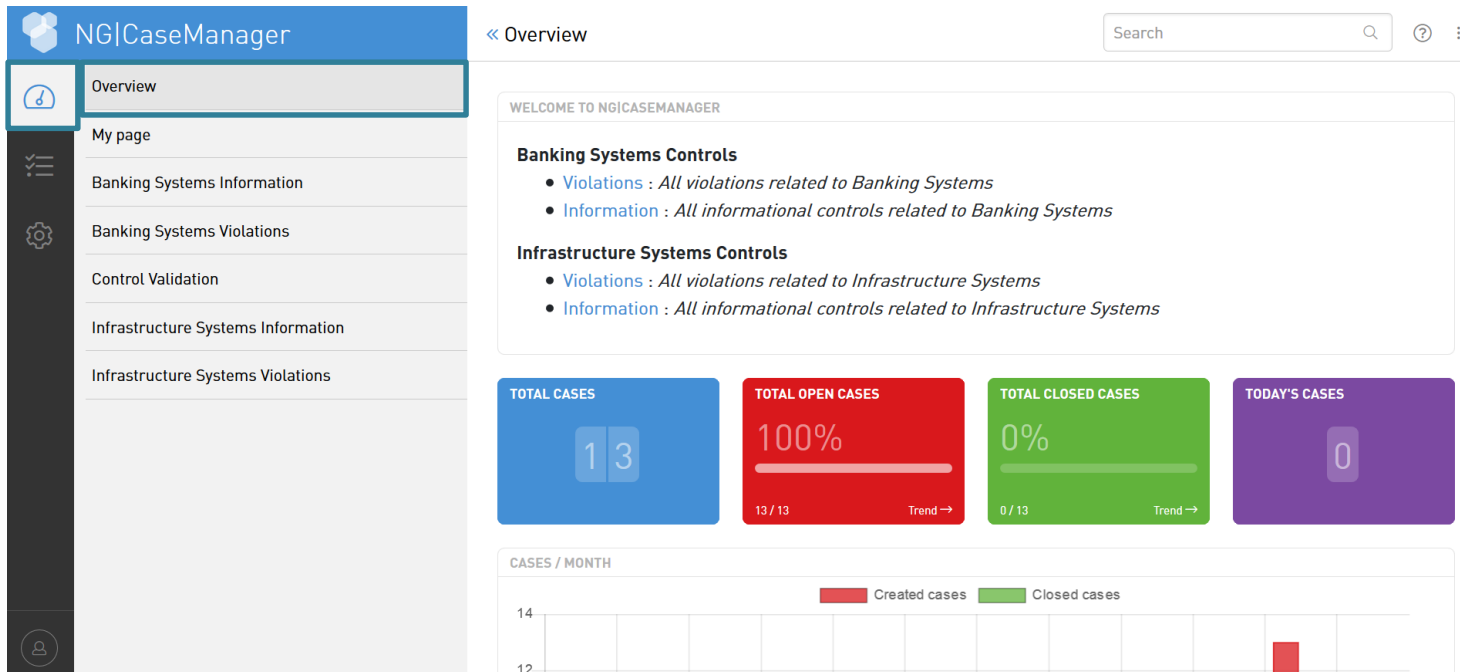 NG|CaseManager
Overview
My page
Banking Systems Information
Banking Systems Violations
Control Validation
Infrastructure Systems Information
Infrastructure Systems Violations
« Overview
Search
?
WELCOME TO NG|CASEMANAGER
Banking Systems Controls
• Violations : All violations related to Banking Systems
• Information : All informational controls related to Banking Systems
Infrastructure Systems Controls
• Violations : All violations related to Infrastructure Systems
• Information : All informational controls related to Infrastructure Systems
TOTAL CASES
13
TOTAL OPEN CASES
100%
13 / 13 Trend →
TOTAL CLOSED CASES
0%
0 / 13 Trend →
TODAY'S CASES
0
CASES / MONTH
Created cases Closed cases
14
12